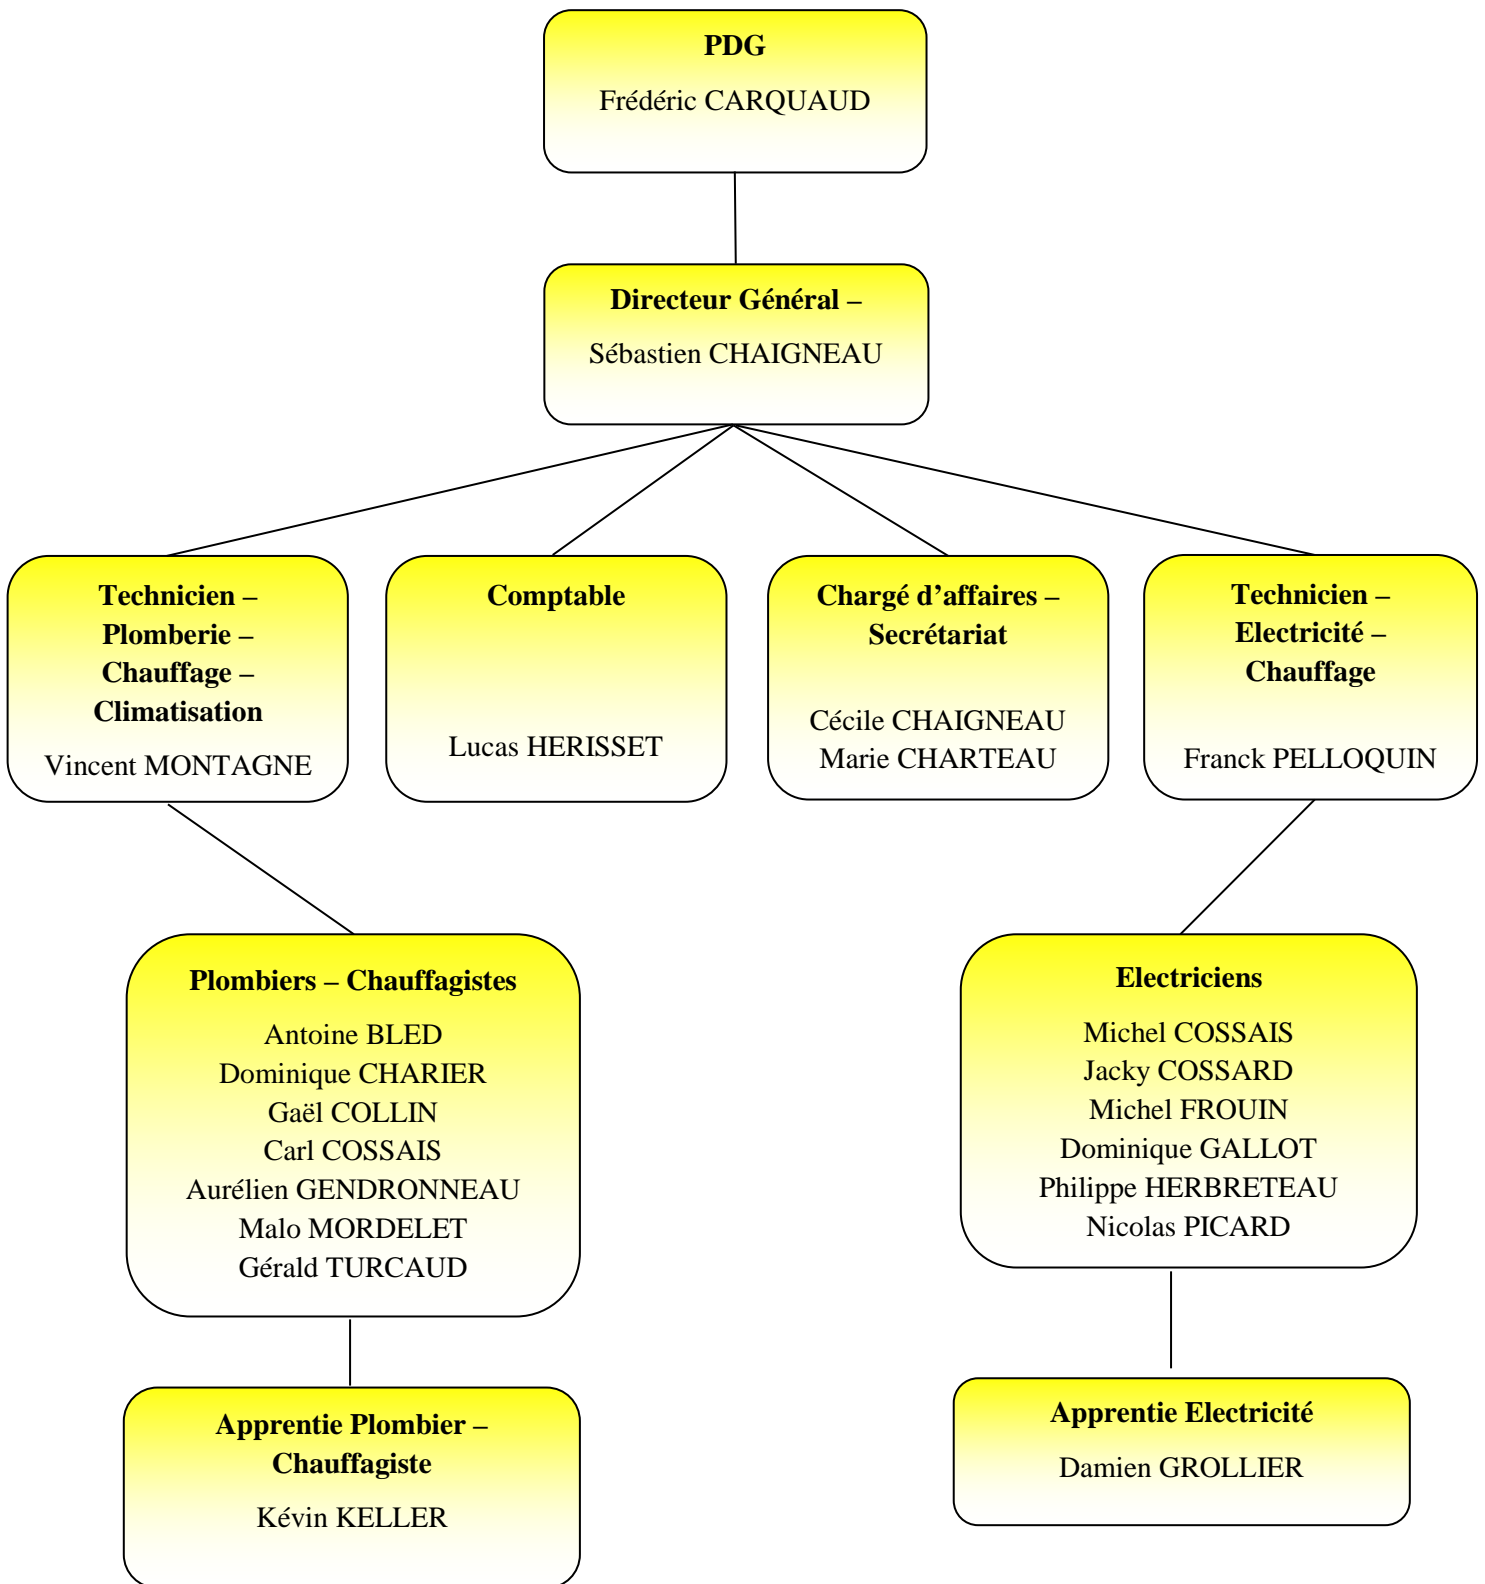 PDG
Frédéric CARQUAUD
Directeur Général –
Sébastien CHAIGNEAU
Technicien –
Plomberie –
Chauffage –
Climatisation
Vincent MONTAGNE
Comptable
Lucas HERISSET
Chargé d’affaires –
Secrétariat
Cécile CHAIGNEAU
Marie CHARTEAU
Technicien –
Electricité –
Chauffage
Franck PELLOQUIN
Plombiers – Chauffagistes
Antoine BLED
Dominique CHARIER
Gaël COLLIN
Carl COSSAIS
Aurélien GENDRONNEAU
Malo MORDELET
Gérald TURCAUD
Electriciens
Michel COSSAIS
Jacky COSSARD
Michel FROUIN
Dominique GALLOT
Philippe HERBRETEAU
Nicolas PICARD
Apprentie Plombier –
Chauffagiste
Kévin KELLER
Apprentie Electricité
Damien GROLLIER